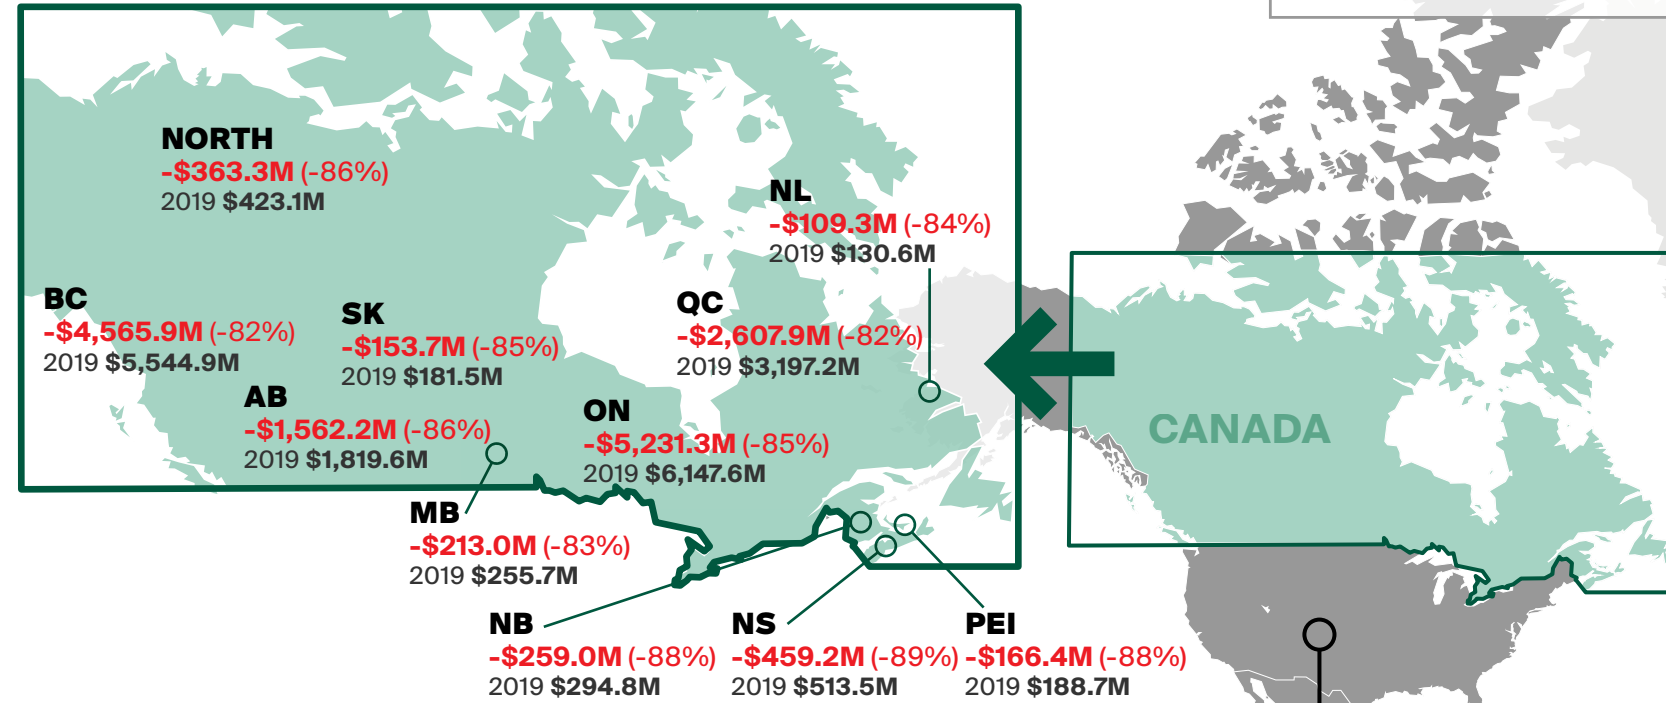 NORTH
-$363.3M (-86%)
2019 $423.1M
NL
-$109.3M (-84%)
2019 $130.6M
BC
-$4,565.9M (-82%)
2019 $5,544.9M
SK
-$153.7M (-85%)
2019 $181.5M
QC
-$2,607.9M (-82%)
2019 $3,197.2M
AB
-$1,562.2M (-86%)
2019 $1,819.6M
ON
-$5,231.3M (-85%)
2019 $6,147.6M
CANADA
MB
-$213.0M (-83%)
2019 $255.7M
NB
-$259.0M (-88%)
2019 $294.8M
NS
-$459.2M (-89%)
2019 $513.5M
PEI
-$166.4M (-88%)
2019 $188.7M